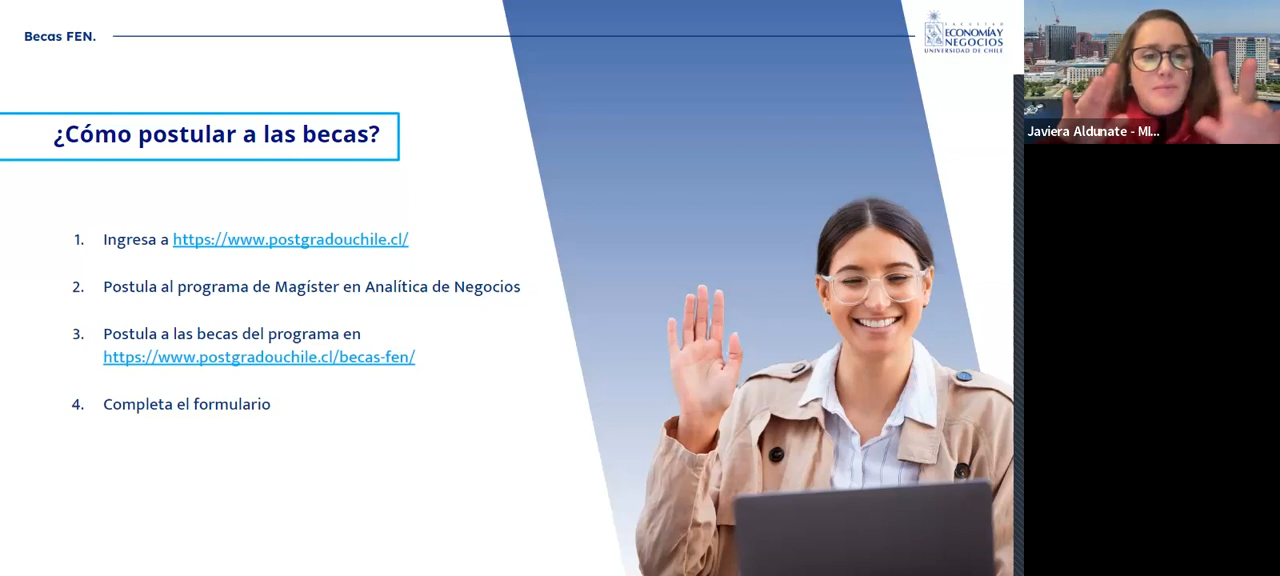 Becas FEN.
FACULTAD
ECONOMÍA Y
NEGOCIOS
UNIVERSIDAD DE CHILE
Javiera Aldunate - MI...
¿Cómo postular a las becas?
1. Ingresa a https://www.postgradouchile.cl/
2. Postula al programa de Magíster en Analítica de Negocios
3. Postula a las becas del programa en
https://www.postgradouchile.cl/becas-fen/
4. Completa el formulario